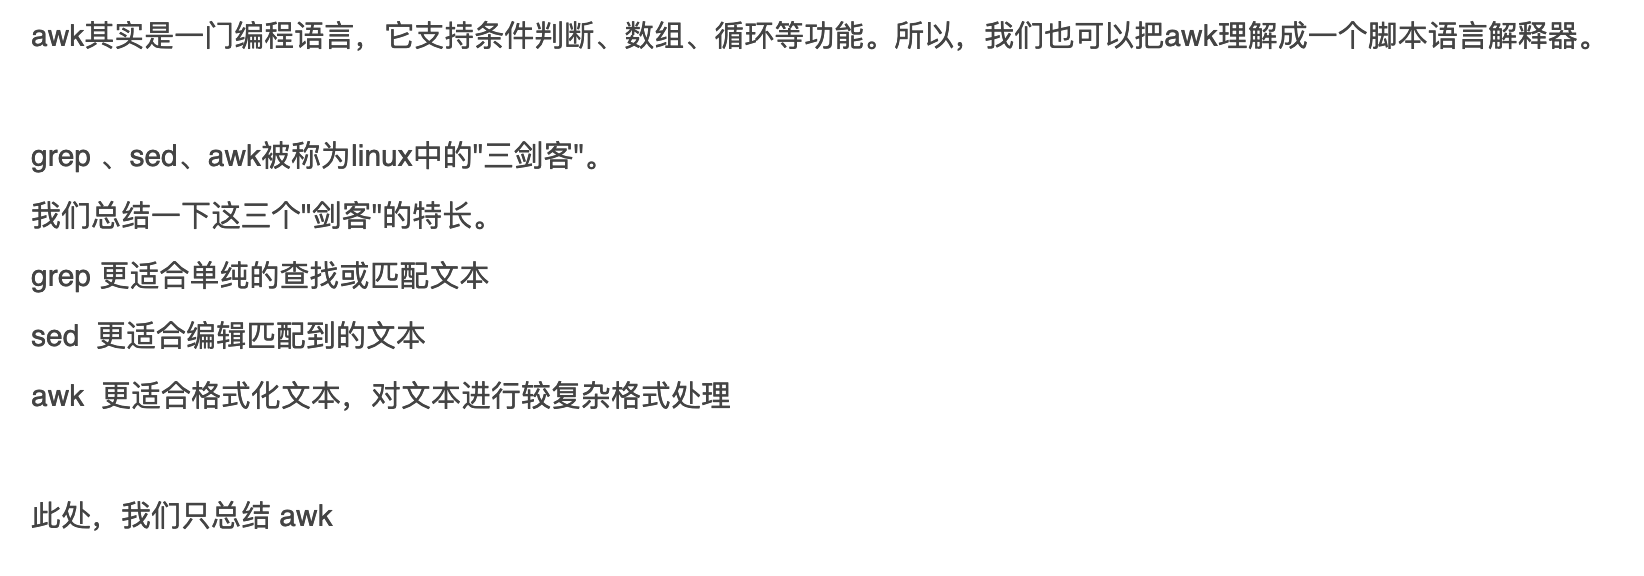 awk其实是一门编程语言，它支持条件判断、数组、循环等功能。所以，我们也可以把awk理解成一个脚本语言解释器。
grep 、sed、awk被称为linux中的"三剑客"。
我们总结一下这三个"剑客"的特长。
grep 更适合单纯的查找或匹配文本
sed  更适合编辑匹配到的文本
awk  更适合格式化文本，对文本进行较复杂格式处理
此处，我们只总结 awk